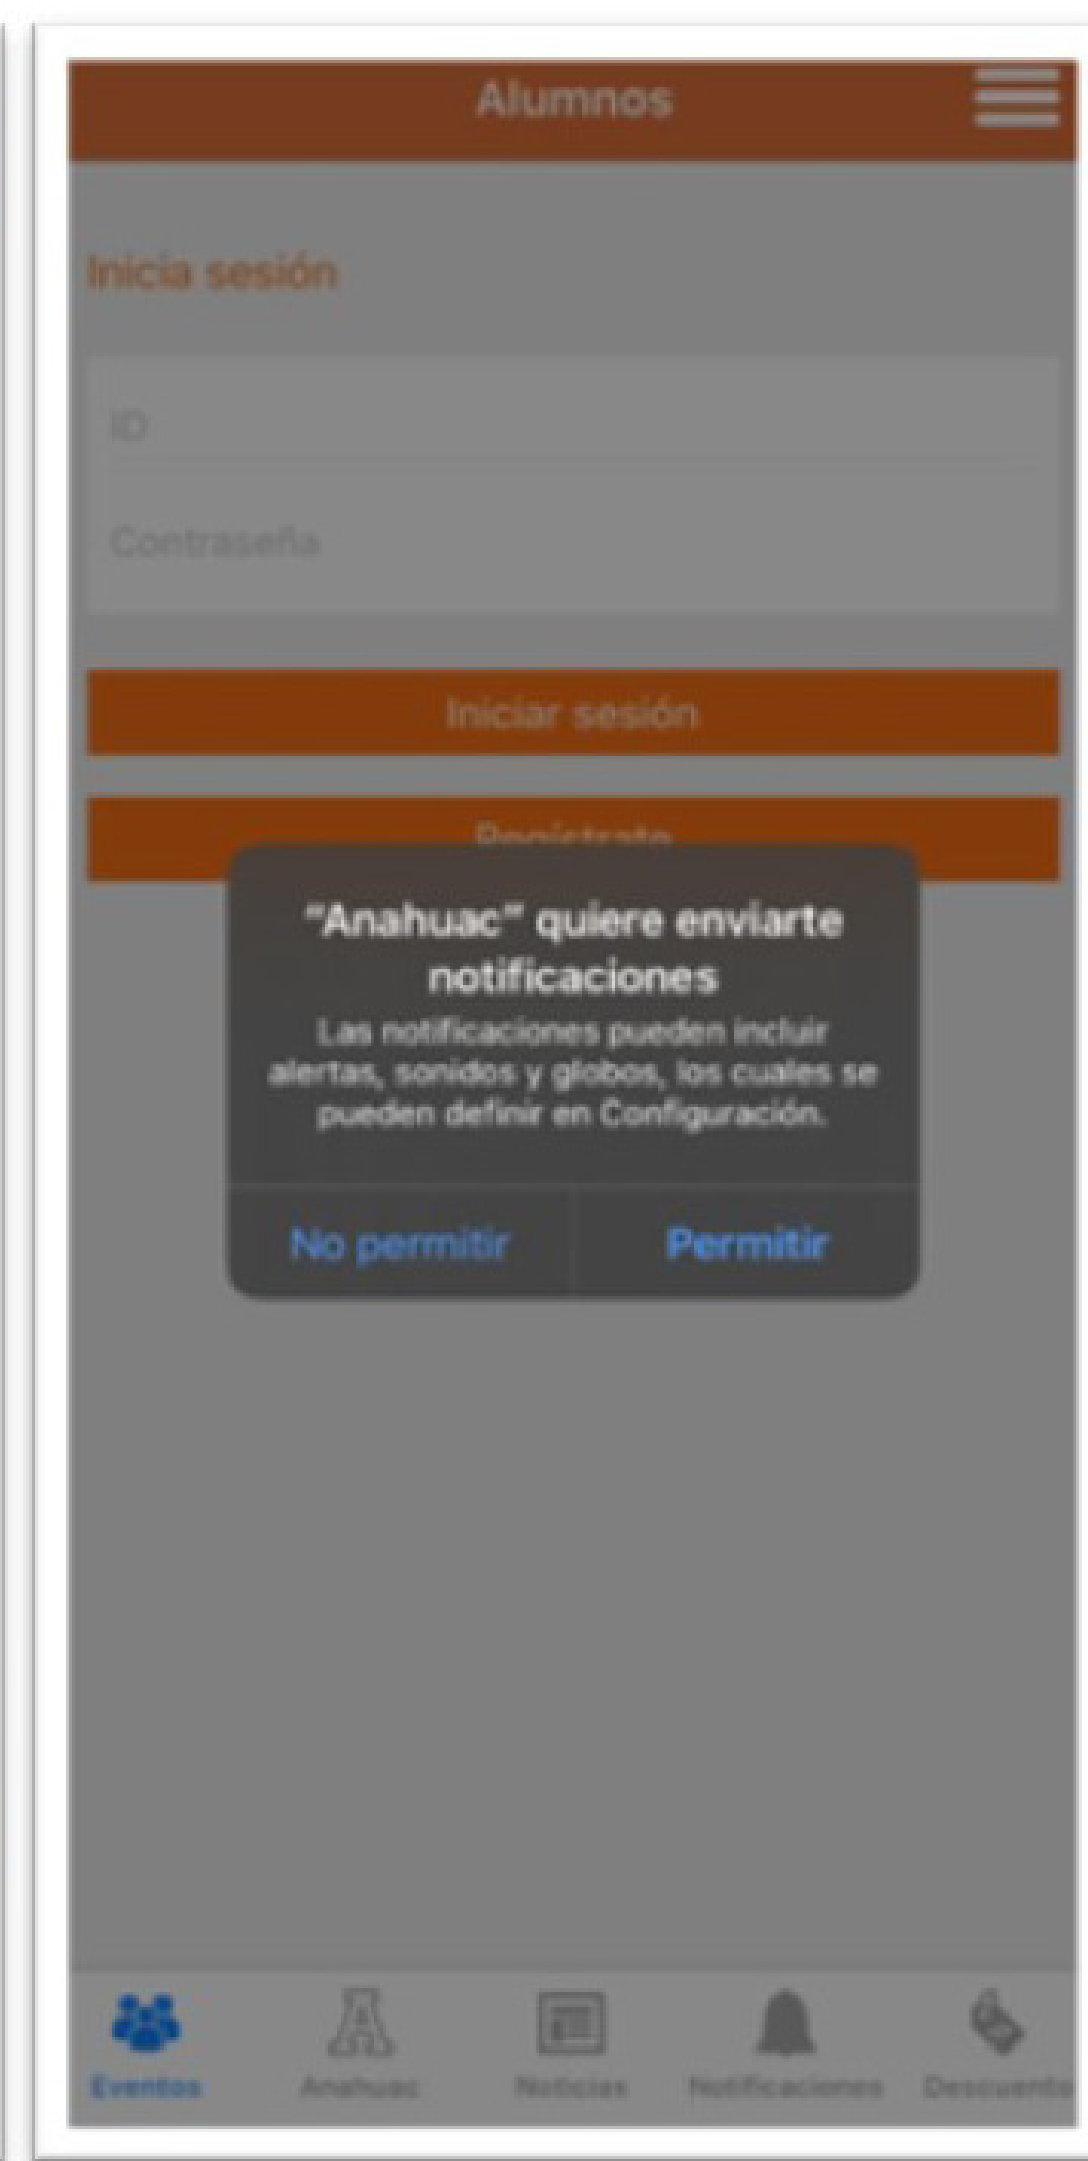 Alumnos
Inicia sesión
ID
Contraseña
Iniciar sesión
Regístrate
"Anahuac" quiere enviarte
notificaciones
Las notificaciones pueden incluir
alertas, sonidos y globos, los cuales se
pueden definir en Configuración.
No permitir Permitir
Eventos Anahuac Noticias Notificaciones Descuento